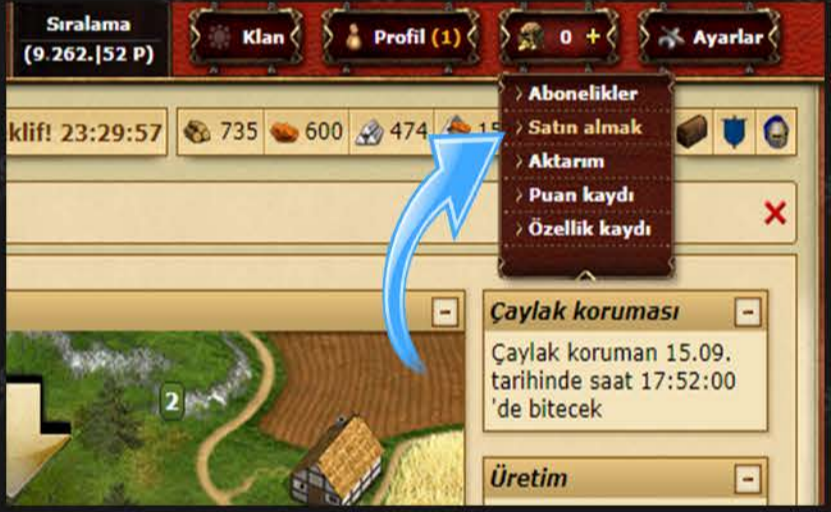 Sıralama
(9.262.|52 P)
Klan
Profil (1)
0 +
Ayarlar
Abonelikler
Satın almak
Aktarım
Puan kaydı
Özellik kaydı
klif! 23:29:57
735
600
474
Çaylak koruması
Çaylak koruman 15.09.
tarihinde saat 17:52:00
'de bitecek
2
Üretim